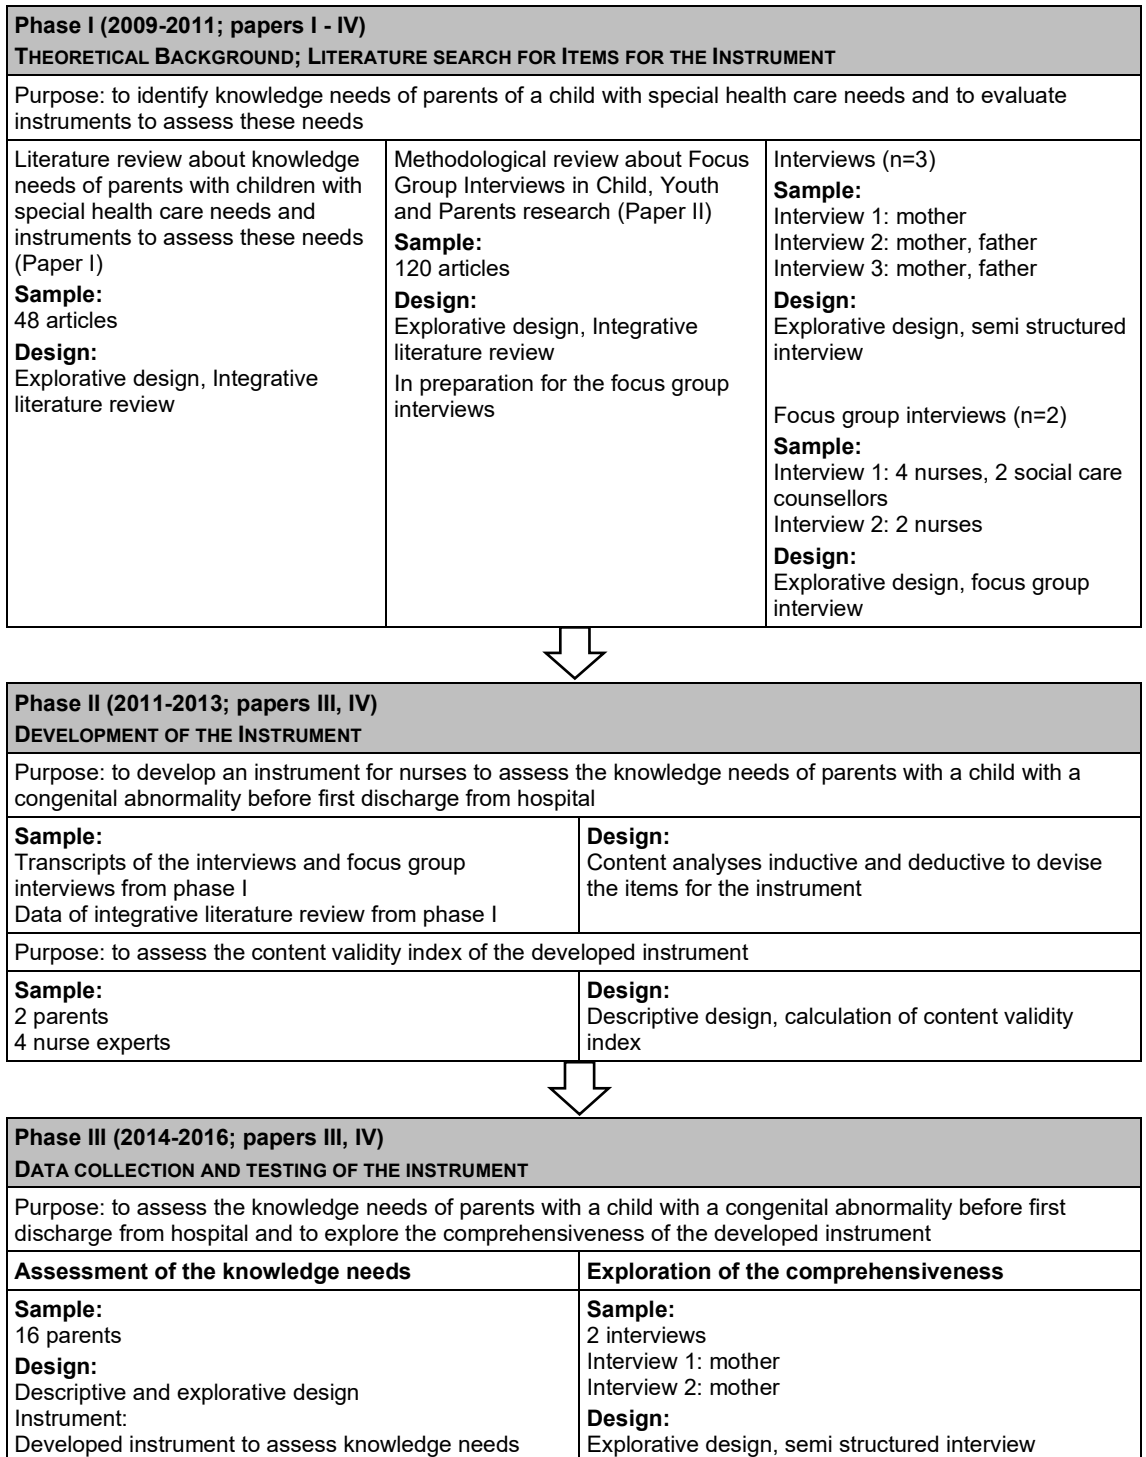 Phase I (2009-2011; papers I - IV)
THEORETICAL BACKGROUND; LITERATURE SEARCH FOR ITEMS FOR THE INSTRUMENT
Purpose: to identify knowledge needs of parents of a child with special health care needs and to evaluate
instruments to assess these needs
Literature review about knowledge
needs of parents with children with
special health care needs and
instruments to assess these needs
(Paper I)
Sample:
48 articles
Design:
Explorative design, Integrative
literature review
Methodological review about Focus
Group Interviews in Child, Youth
and Parents research (Paper II)
Sample:
120 articles
Design:
Explorative design, Integrative
literature review
In preparation for the focus group
interviews
Interviews (n=3)
Sample:
Interview 1: mother
Interview 2: mother, father
Interview 3: mother, father
Design:
Explorative design, semi structured
interview
Focus group interviews (n=2)
Sample:
Interview 1: 4 nurses, 2 social care
counsellors
Interview 2: 2 nurses
Design:
Explorative design, focus group
interview
Phase II (2011-2013; papers III, IV)
DEVELOPMENT OF THE INSTRUMENT
Purpose: to develop an instrument for nurses to assess the knowledge needs of parents with a child with a
congenital abnormality before first discharge from hospital
Sample:
Transcripts of the interviews and focus group
interviews from phase I
Data of integrative literature review from phase I
Design:
Content analyses inductive and deductive to devise
the items for the instrument
Purpose: to assess the content validity index of the developed instrument
Sample:
2 parents
4 nurse experts
Design:
Descriptive design, calculation of content validity
index
Phase III (2014-2016; papers III, IV)
DATA COLLECTION AND TESTING OF THE INSTRUMENT
Purpose: to assess the knowledge needs of parents with a child with a congenital abnormality before first
discharge from hospital and to explore the comprehensiveness of the developed instrument
Assessment of the knowledge needs
Sample:
16 parents
Design:
Descriptive and explorative design
Instrument:
Developed instrument to assess knowledge needs
Exploration of the comprehensiveness
Sample:
2 interviews
Interview 1: mother
Interview 2: mother
Design:
Explorative design, semi structured interview